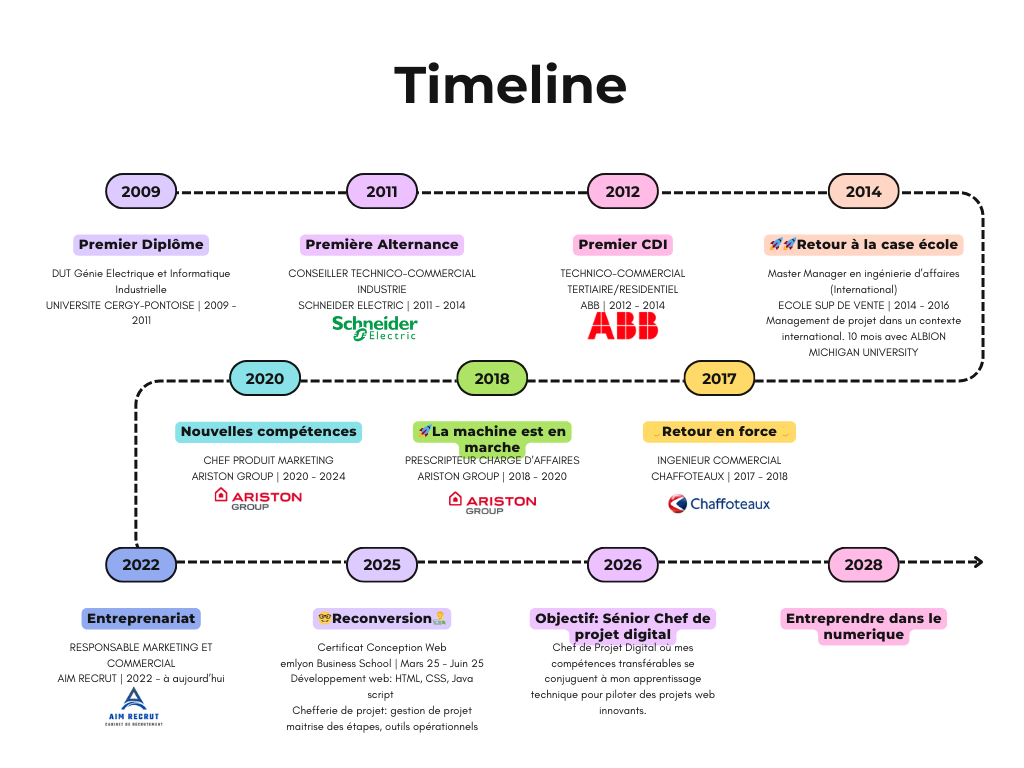 Timeline
2009
2011
2012
2014
Premier Diplôme
DUT Génie Electrique et Informatique
Industrielle
UNIVERSITE CERGY-PONTOISE | 2009 -
2011
Première Alternance
CONSEILLER TECHNICO-COMMERCIAL
INDUSTRIE
SCHNEIDER ELECTRIC | 2011 - 2014
Schneider
Electric
Premier CDI
TECHNICO-COMMERCIAL
TERTIAIRE/RESIDENTIEL
ABB | 2012 - 2014
ABB
🚀🚀Retour à la case école
Master Manager en ingénierie d'affaires
(International)
ECOLE SUP DE VENTE | 2014 - 2016
Management de projet dans un contexte
international. 10 mois avec ALBION
MICHIGAN UNIVERSITY
2020
2018
2017
Nouvelles compétences
CHEF PRODUIT MARKETING
ARISTON GROUP | 2020 - 2024
ARISTON
GROUP
🚀La machine est en
marche
PRESCRIPTEUR CHARGE D'AFFAIRES
ARISTON GROUP | 2018 - 2020
ARISTON
GROUP
Retour en force
INGENIEUR COMMERCIAL
CHAFFOTEAUX | 2017 - 2018
Chaffoteaux
2022
2025
2026
2028
Entreprenariat
RESPONSABLE MARKETING ET
COMMERCIAL
AIM RECRUT | 2022 - à aujourd'hui
AIM RECRUT
CABINET DE RECRUTEMENT
🤓Reconversion👨‍💻
Certificat Conception Web
emlyon Business School | Mars 25 - Juin 25
Développement web: HTML, CSS, Java
script
Chefferie de projet: gestion de projet
maitrise des étapes, outils opérationnels
Objectif: Sénior Chef de
projet digital
Chef de Projet Digital où mes
compétences transférables se
conjuguent à mon apprentissage
technique pour piloter des projets web
innovants.
Entreprendre dans le
numerique